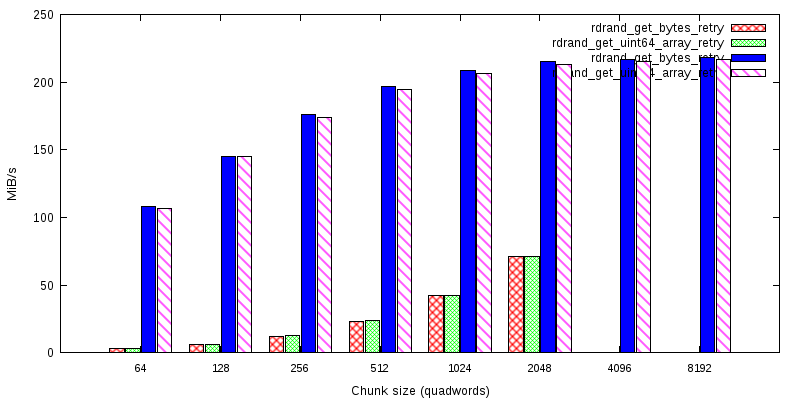 250
200
150
100
50
0
MiB/s
rdrand_get_bytes_retry
rdrand_get_uint64_array_retry
rdrand_get_bytes_retry
64 128 256 512 1024 2048 4096 8192
Chunk size (quadwords)